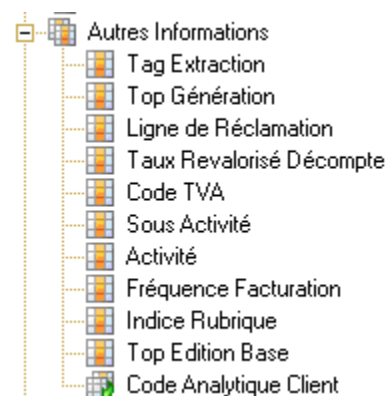 Autres Informations
Tag Extraction
Top Génération
Ligne de Réclamation
Taux Revalorisé Décompte
Code TVA
Sous Activité
Activité
Fréquence Facturation
Indice Rubrique
Top Edition Base
Code Analytique Client